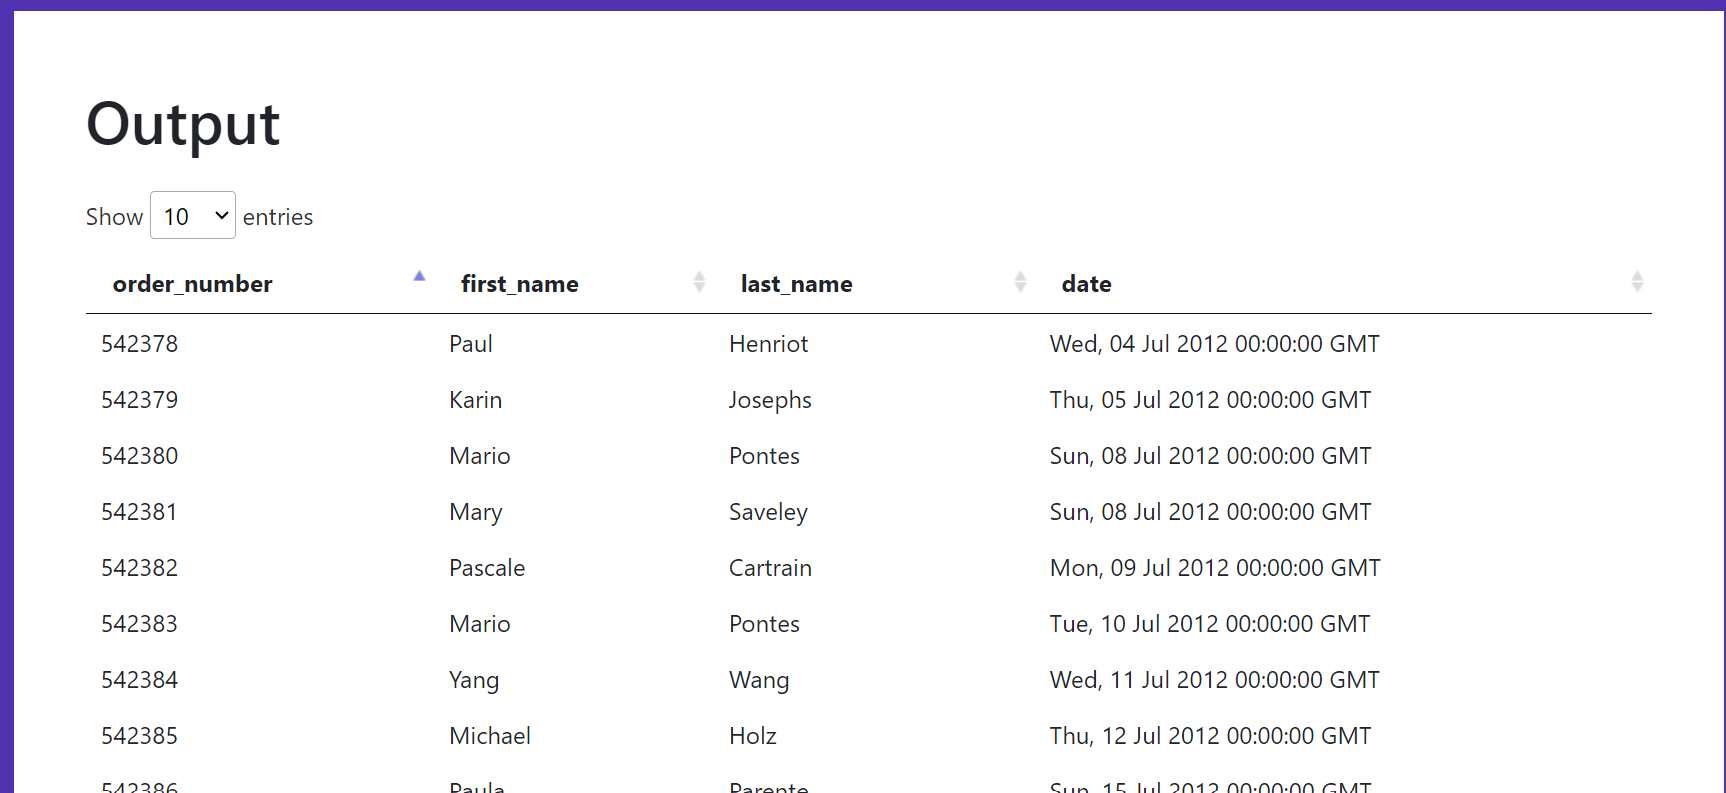 Output
Show 10 entries
order_number first_name last_name date
542378 Paul Henriot Wed, 04 Jul 2012 00:00:00 GMT
542379 Karin Josephs Thu, 05 Jul 2012 00:00:00 GMT
542380 Mario Pontes Sun, 08 Jul 2012 00:00:00 GMT
542381 Mary Saveley Sun, 08 Jul 2012 00:00:00 GMT
542382 Pascale Cartrain Mon, 09 Jul 2012 00:00:00 GMT
542383 Mario Pontes Tue, 10 Jul 2012 00:00:00 GMT
542384 Yang Wang Wed, 11 Jul 2012 00:00:00 GMT
542385 Michael Holz Thu, 12 Jul 2012 00:00:00 GMT
542386 Paula Parente Sun, 15 Jul 2012 00:00:00 GMT